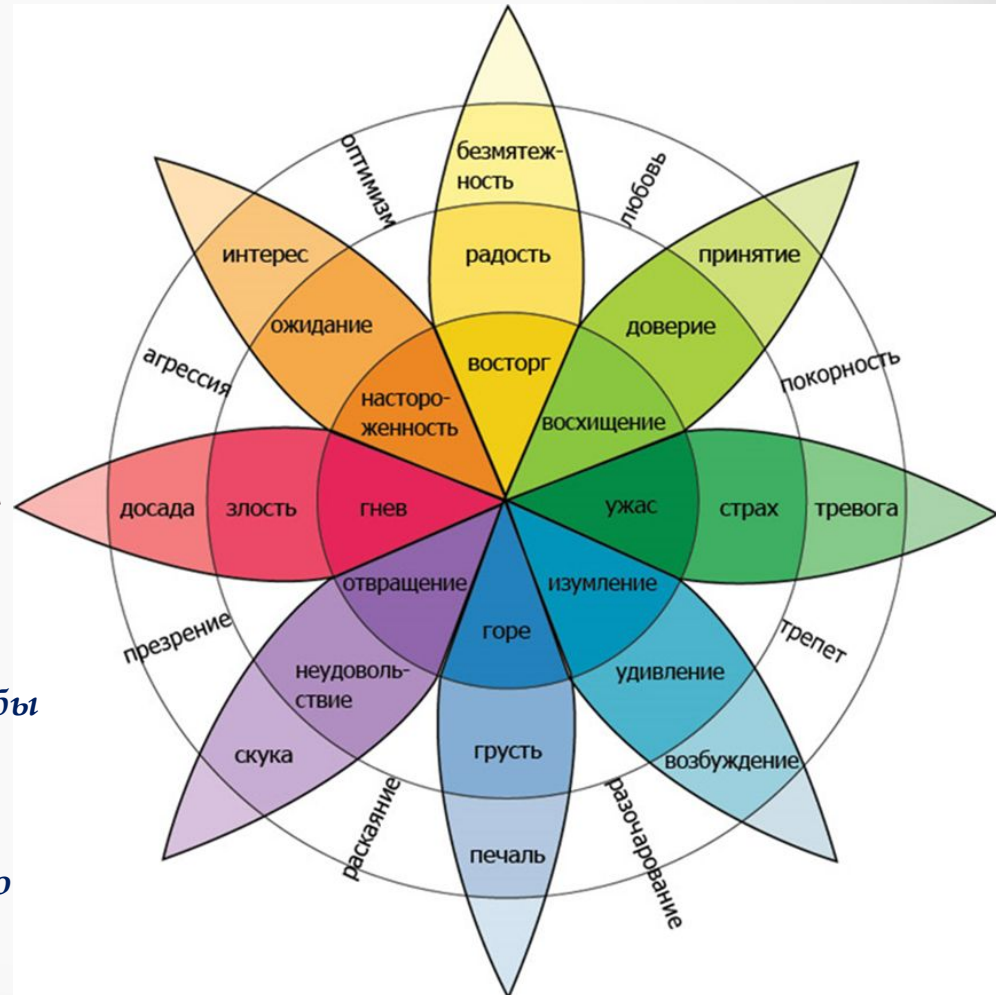 безмятеж-
ность
оптимизм
любовь
интерес
радость
принятие
ожидание
доверие
агрессия
восторг
покорность
насторо-
женность
восхищение
досада
злость
гнев
ужас
страх
тревога
отвращение
изумление
презрение
горе
трепет
неудоволь-
ствие
удивление
бы
скука
грусть
возбуждение
раскаяние
разочарование
печаль